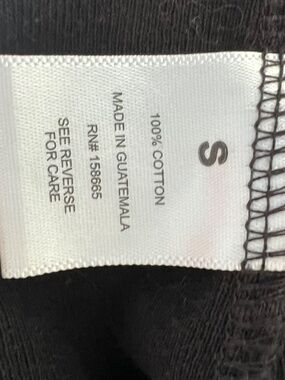 S
100% COTTON
MADE IN GUATEMALA
RN# 158665
SEE REVERSE
FOR CARE